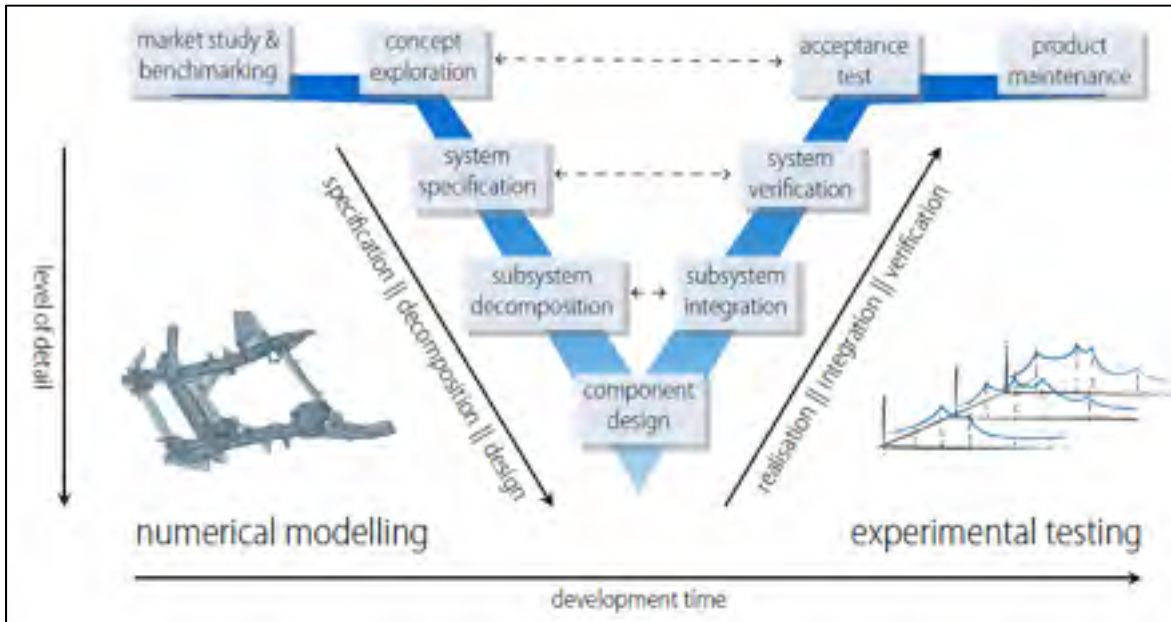 market study &
benchmarking
concept
exploration
acceptance
test
product
maintenance
system
specification
system
verification
subsystem
decomposition
subsystem
integration
component
design
level of detail
specification || decomposition || design
realisation || integration || verification
numerical modelling
experimental testing
development time